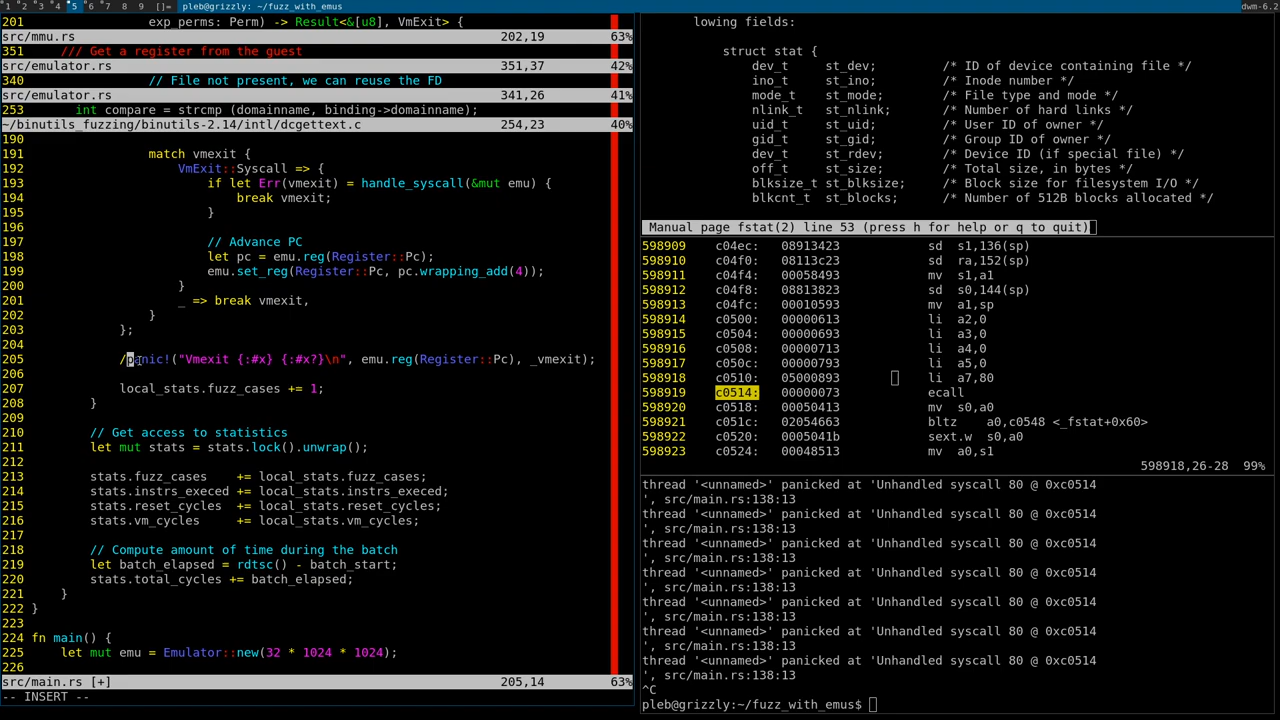 1 2 3 4 5 6 7 8 9 []= pleb@grizzly: ~/fuzz_with_emus dwm-6.2
201 exp_perms: Perm) -> Result<&[u8], VmExit> {
src/mmu.rs 202,19 63%
351 /// Get a register from the guest
src/emulator.rs 351,37 42%
340 // File not present, we can reuse the FD
src/emulator.rs 341,26 41%
253 int compare = strcmp (domainname, binding->domainname);
~/binutils_fuzzing/binutils-2.14/intl/dcgettext.c 254,23 40%
190
191 match vmexit {
192 VmExit::Syscall => {
193 if let Err(vmexit) = handle_syscall(&mut emu) {
194 break vmexit;
195 }
196
197 // Advance PC
198 let pc = emu.reg(Register::Pc);
199 emu.set_reg(Register::Pc, pc.wrapping_add(4));
200 }
201 _ => break vmexit,
202 }
203 };
204
205 /panic!("Vmexit {:#x} {:#x?}\n", emu.reg(Register::Pc), _vmexit);
206
207 local_stats.fuzz_cases += 1;
208 }
209
210 // Get access to statistics
211 let mut stats = stats.lock().unwrap();
212
213 stats.fuzz_cases += local_stats.fuzz_cases;
214 stats.instrs_execed += local_stats.instrs_execed;
215 stats.reset_cycles += local_stats.reset_cycles;
216 stats.vm_cycles += local_stats.vm_cycles;
217
218 // Compute amount of time during the batch
219 let batch_elapsed = rdtsc() - batch_start;
220 stats.total_cycles += batch_elapsed;
221 }
222 }
223
224 fn main() {
225 let mut emu = Emulator::new(32 * 1024 * 1024);
226
src/main.rs [+] 205,14 63%
-- INSERT --
lowing fields:
struct stat {
dev_t st_dev; /* ID of device containing file */
ino_t st_ino; /* Inode number */
mode_t st_mode; /* File type and mode */
nlink_t st_nlink; /* Number of hard links */
uid_t st_uid; /* User ID of owner */
gid_t st_gid; /* Group ID of owner */
dev_t st_rdev; /* Device ID (if special file) */
off_t st_size; /* Total size, in bytes */
blksize_t st_blksize; /* Block size for filesystem I/O */
blkcnt_t st_blocks; /* Number of 512B blocks allocated */
Manual page fstat(2) line 53 (press h for help or q to quit)
598909 c04ec: 08913423 sd s1,136(sp)
598910 c04f0: 08113c23 sd ra,152(sp)
598911 c04f4: 00058493 mv s1,a1
598912 c04f8: 08813823 sd s0,144(sp)
598913 c04fc: 00010593 mv a1,sp
598914 c0500: 00000613 li a2,0
598915 c0504: 00000693 li a3,0
598916 c0508: 00000713 li a4,0
598917 c050c: 00000793 li a5,0
598918 c0510: 05000893 li a7,80
598919 c0514: 00000073 ecall
598920 c0518: 00050413 mv s0,a0
598921 c051c: 02054663 bltz a0,c0548 <_fstat+0x60>
598922 c0520: 0005041b sext.w s0,a0
598923 c0524: 00048513 mv a0,s1
598918,26-28 99%
thread '<unnamed>' panicked at 'Unhandled syscall 80 @ 0xc0514
', src/main.rs:138:13
thread '<unnamed>' panicked at 'Unhandled syscall 80 @ 0xc0514
', src/main.rs:138:13
thread '<unnamed>' panicked at 'Unhandled syscall 80 @ 0xc0514
', src/main.rs:138:13
thread '<unnamed>' panicked at 'Unhandled syscall 80 @ 0xc0514
', src/main.rs:138:13
thread '<unnamed>' panicked at 'Unhandled syscall 80 @ 0xc0514
', src/main.rs:138:13
thread '<unnamed>' panicked at 'Unhandled syscall 80 @ 0xc0514
', src/main.rs:138:13
thread '<unnamed>' panicked at 'Unhandled syscall 80 @ 0xc0514
', src/main.rs:138:13
^C
pleb@grizzly:~/fuzz_with_emus$